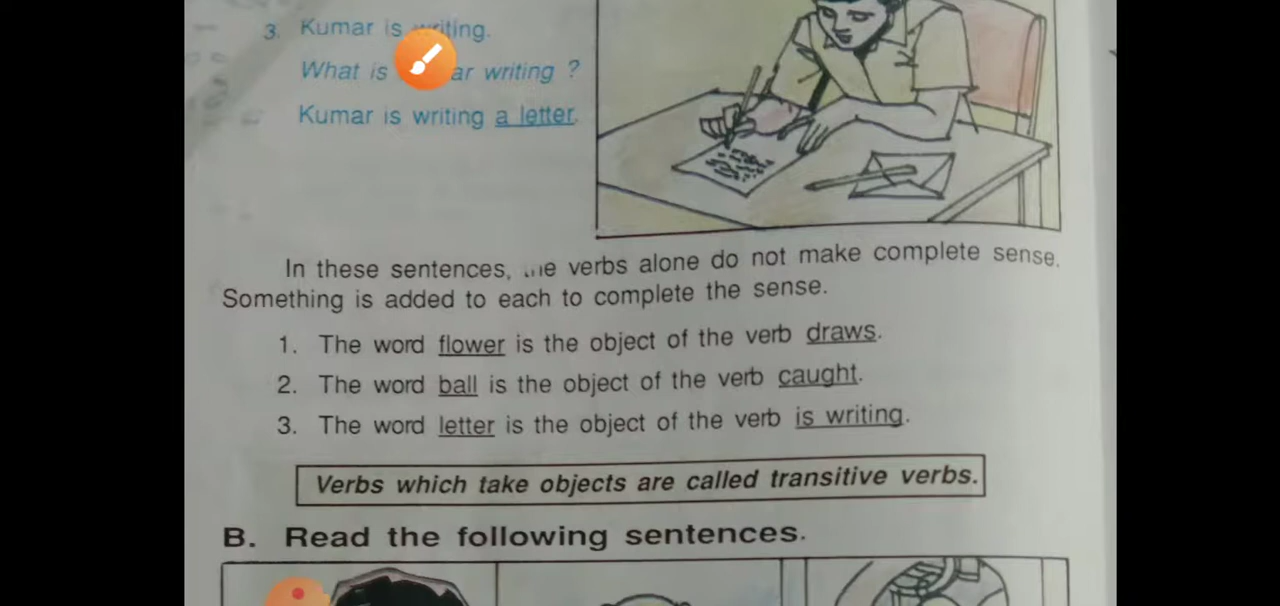 3. Kumar is writing.
What is writing ?
Kumar is writing a letter.
In these sentences, the verbs alone do not make complete sense.
Something is added to each to complete the sense.
1. The word flower is the object of the verb draws.
2. The word ball is the object of the verb caught.
3. The word letter is the object of the verb is writing.
Verbs which take objects are called transitive verbs.
B. Read the following sentences.